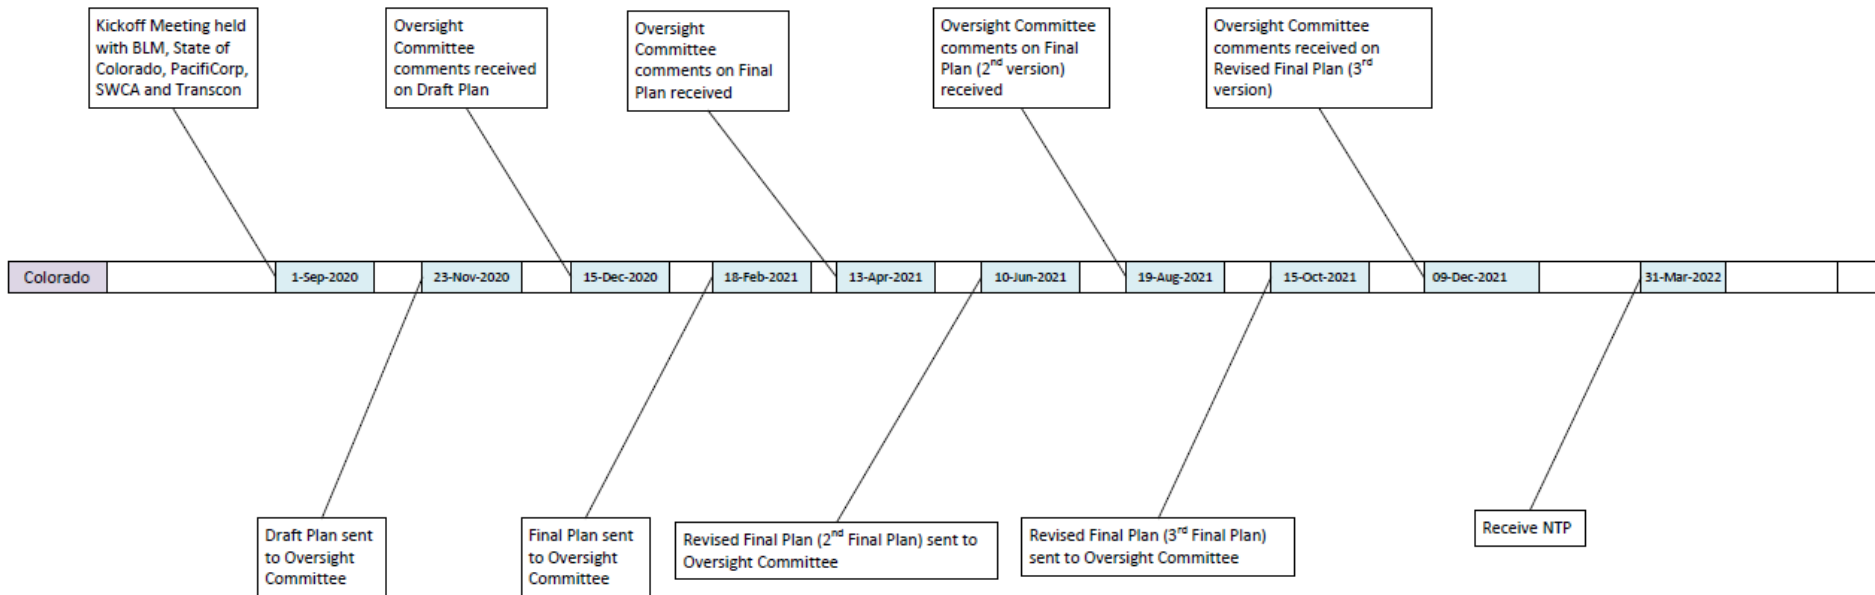 Kickoff Meeting held
with BLM, State of
Colorado, PacifiCorp,
SWCA and Transcon
Oversight
Committee
comments received
on Draft Plan
Oversight
Committee
comments on Final
Plan received
Oversight Committee
comments on Final
Plan (2nd version)
received
Oversight Committee
comments received on
Revised Final Plan (3rd
version)
Colorado
1-Sep-2020
23-Nov-2020
15-Dec-2020
18-Feb-2021
13-Apr-2021
10-Jun-2021
19-Aug-2021
15-Oct-2021
09-Dec-2021
31-Mar-2022
Draft Plan sent
to Oversight
Committee
Final Plan sent
to Oversight
Committee
Revised Final Plan (2nd Final Plan) sent to
Oversight Committee
Revised Final Plan (3rd Final Plan)
sent to Oversight Committee
Receive NTP